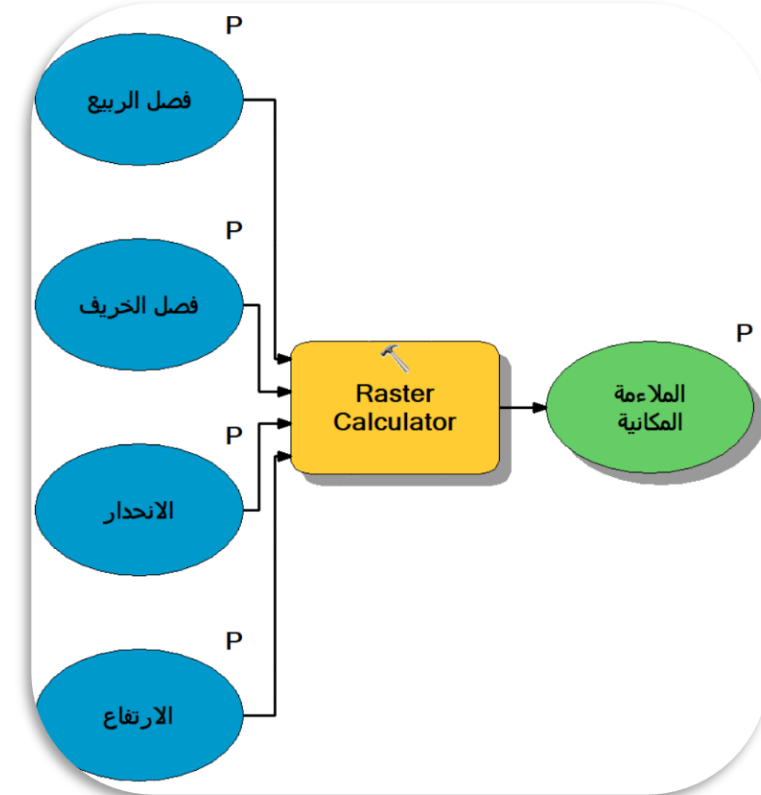 P
فصل الربيع
P
فصل الخريف
P
الانحدار
P
الارتفاع
Raster
Calculator
P
الملاءمة
المكانية